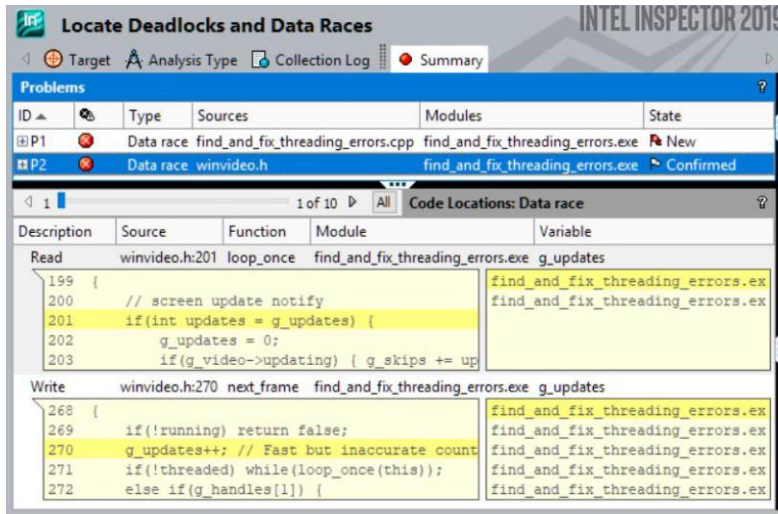 Locate Deadlocks and Data Races
INTEL INSPECTOR 2019
Target Analysis Type Collection Log Summary
Problems ?
ID Type Sources Modules State
P1 Data race find_and_fix_threading_errors.cpp find_and_fix_threading_errors.exe New
P2 Data race winvideo.h find_and_fix_threading_errors.exe Confirmed
1 1 of 10 All Code Locations: Data race ?
Description Source Function Module Variable
Read winvideo.h:201 loop_once find_and_fix_threading_errors.exe g_updates
199 { find_and_fix_threading_errors.ex
200 // screen update notify find_and_fix_threading_errors.ex
201 if(int updates = g_updates) {
202 g_updates = 0;
203 if(g_video->updating) { g_skips += up
Write winvideo.h:270 next_frame find_and_fix_threading_errors.exe g_updates
268 { find_and_fix_threading_errors.ex
269 if(!running) return false; find_and_fix_threading_errors.ex
270 g_updates++; // Fast but inaccurate count find_and_fix_threading_errors.ex
271 if(!threaded) while(loop_once(this)); find_and_fix_threading_errors.ex
272 else if(g_handles[1]) { find_and_fix_threading_errors.ex